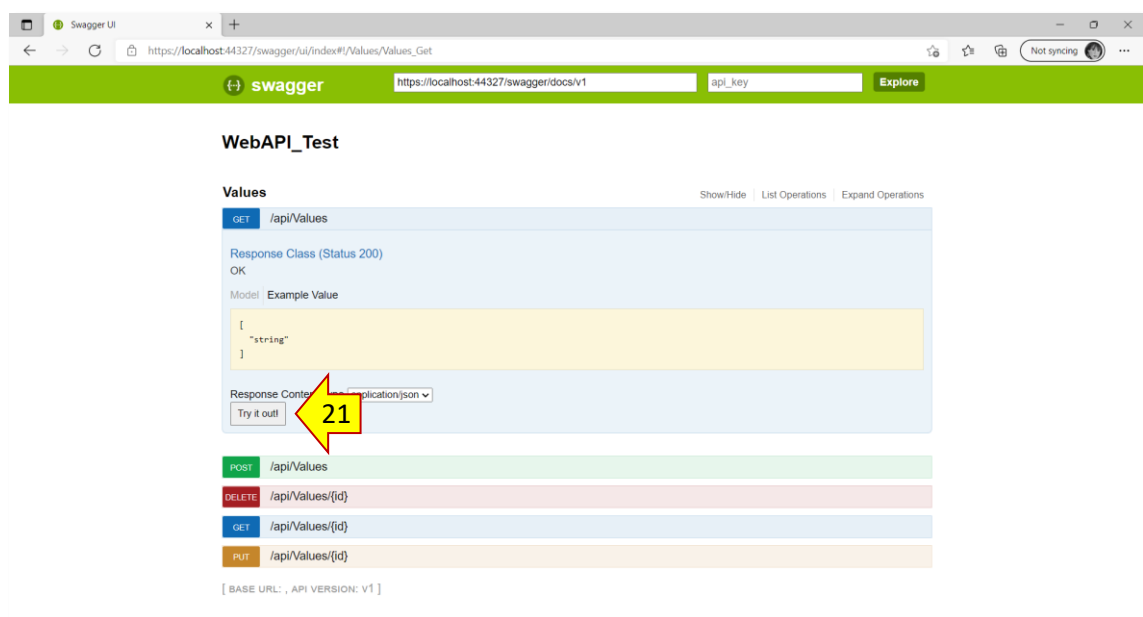 Swagger UI
https://localhost:44327/swagger/ui/index#!/Values/Values_Get
Not syncing
swagger
https://localhost:44327/swagger/docs/v1
api_key
Explore
WebAPI_Test
Values
Show/Hide
List Operations
Expand Operations
GET /api/Values
Response Class (Status 200)
OK
Model Example Value
[
"string"
]
Response application/json
Try it out!
21
POST /api/Values
DELETE /api/Values/{id}
GET /api/Values/{id}
PUT /api/Values/{id}
[ BASE URL: , API VERSION: V1 ]